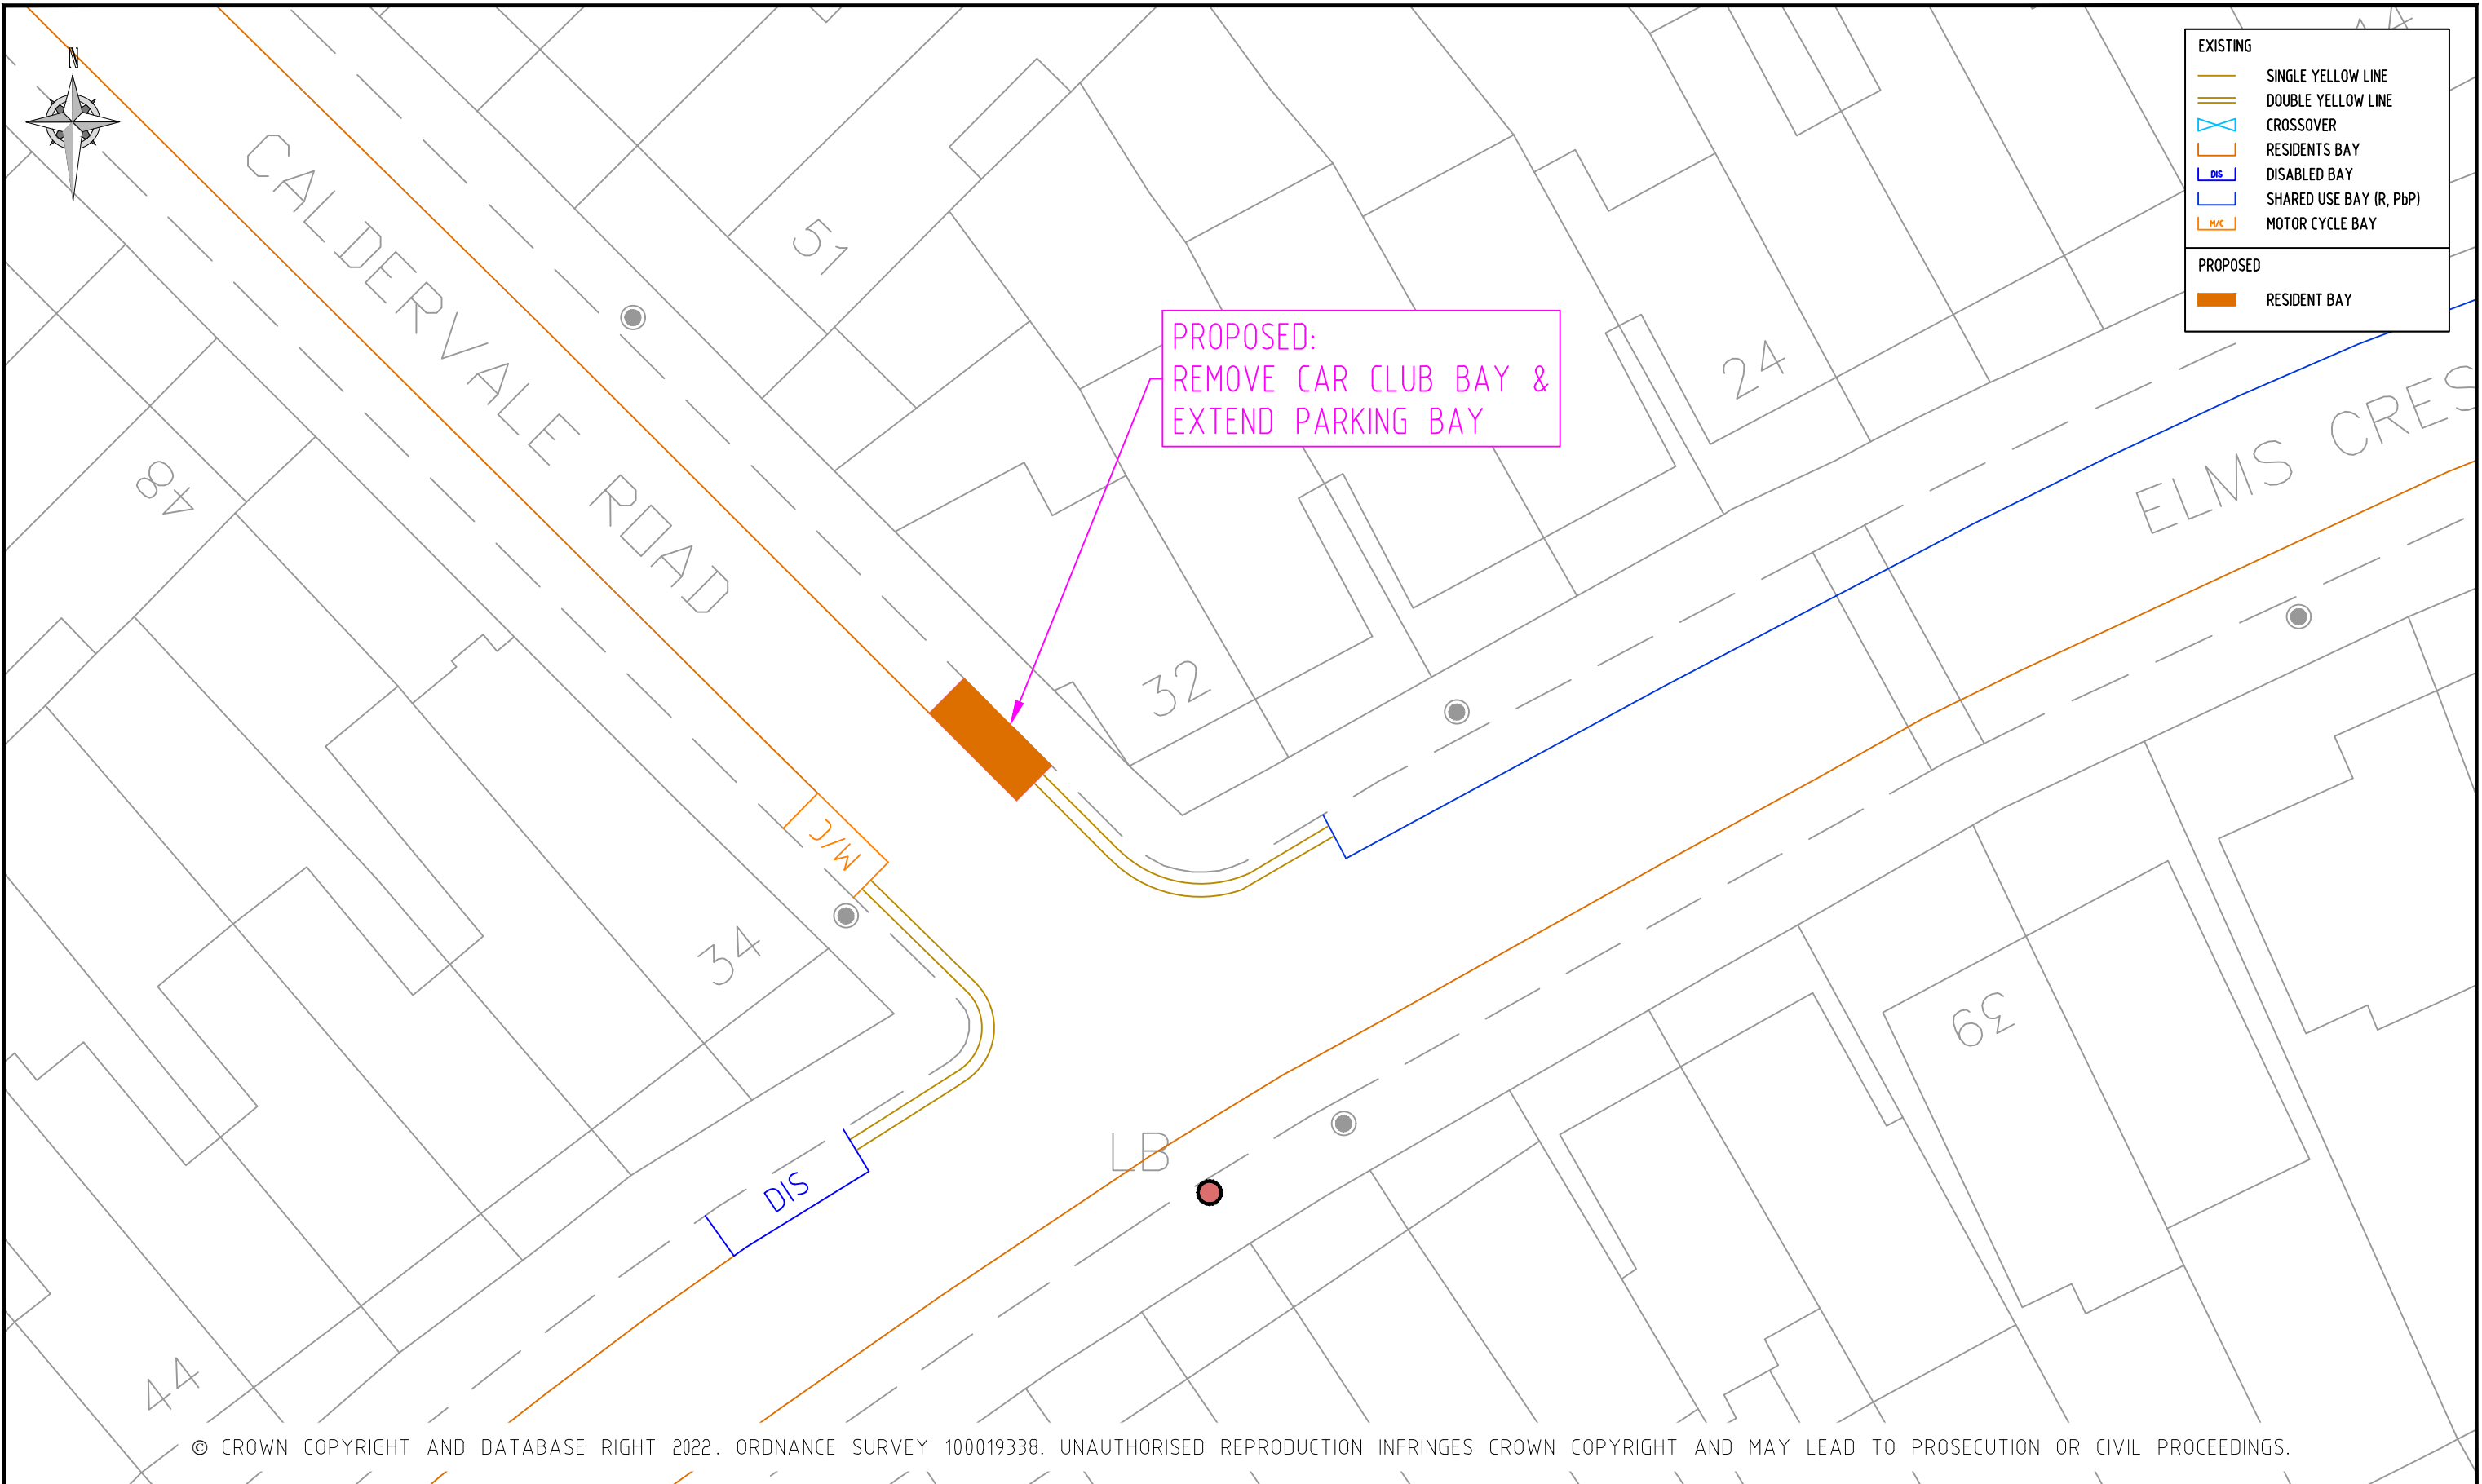 N
CALDERVALE ROAD
51
48
PROPOSED:
REMOVE CAR CLUB BAY &
EXTEND PARKING BAY
24
32
ELMS CRES
M/C
34
39
LB
DIS
44
EXISTING
SINGLE YELLOW LINE
DOUBLE YELLOW LINE
CROSSOVER
RESIDENTS BAY
DIS DISABLED BAY
SHARED USE BAY (R, PbP)
M/C MOTOR CYCLE BAY
PROPOSED
RESIDENT BAY
© CROWN COPYRIGHT AND DATABASE RIGHT 2022. ORDNANCE SURVEY 100019338. UNAUTHORISED REPRODUCTION INFRINGES CROWN COPYRIGHT AND MAY LEAD TO PROSECUTION OR CIVIL PROCEEDINGS.